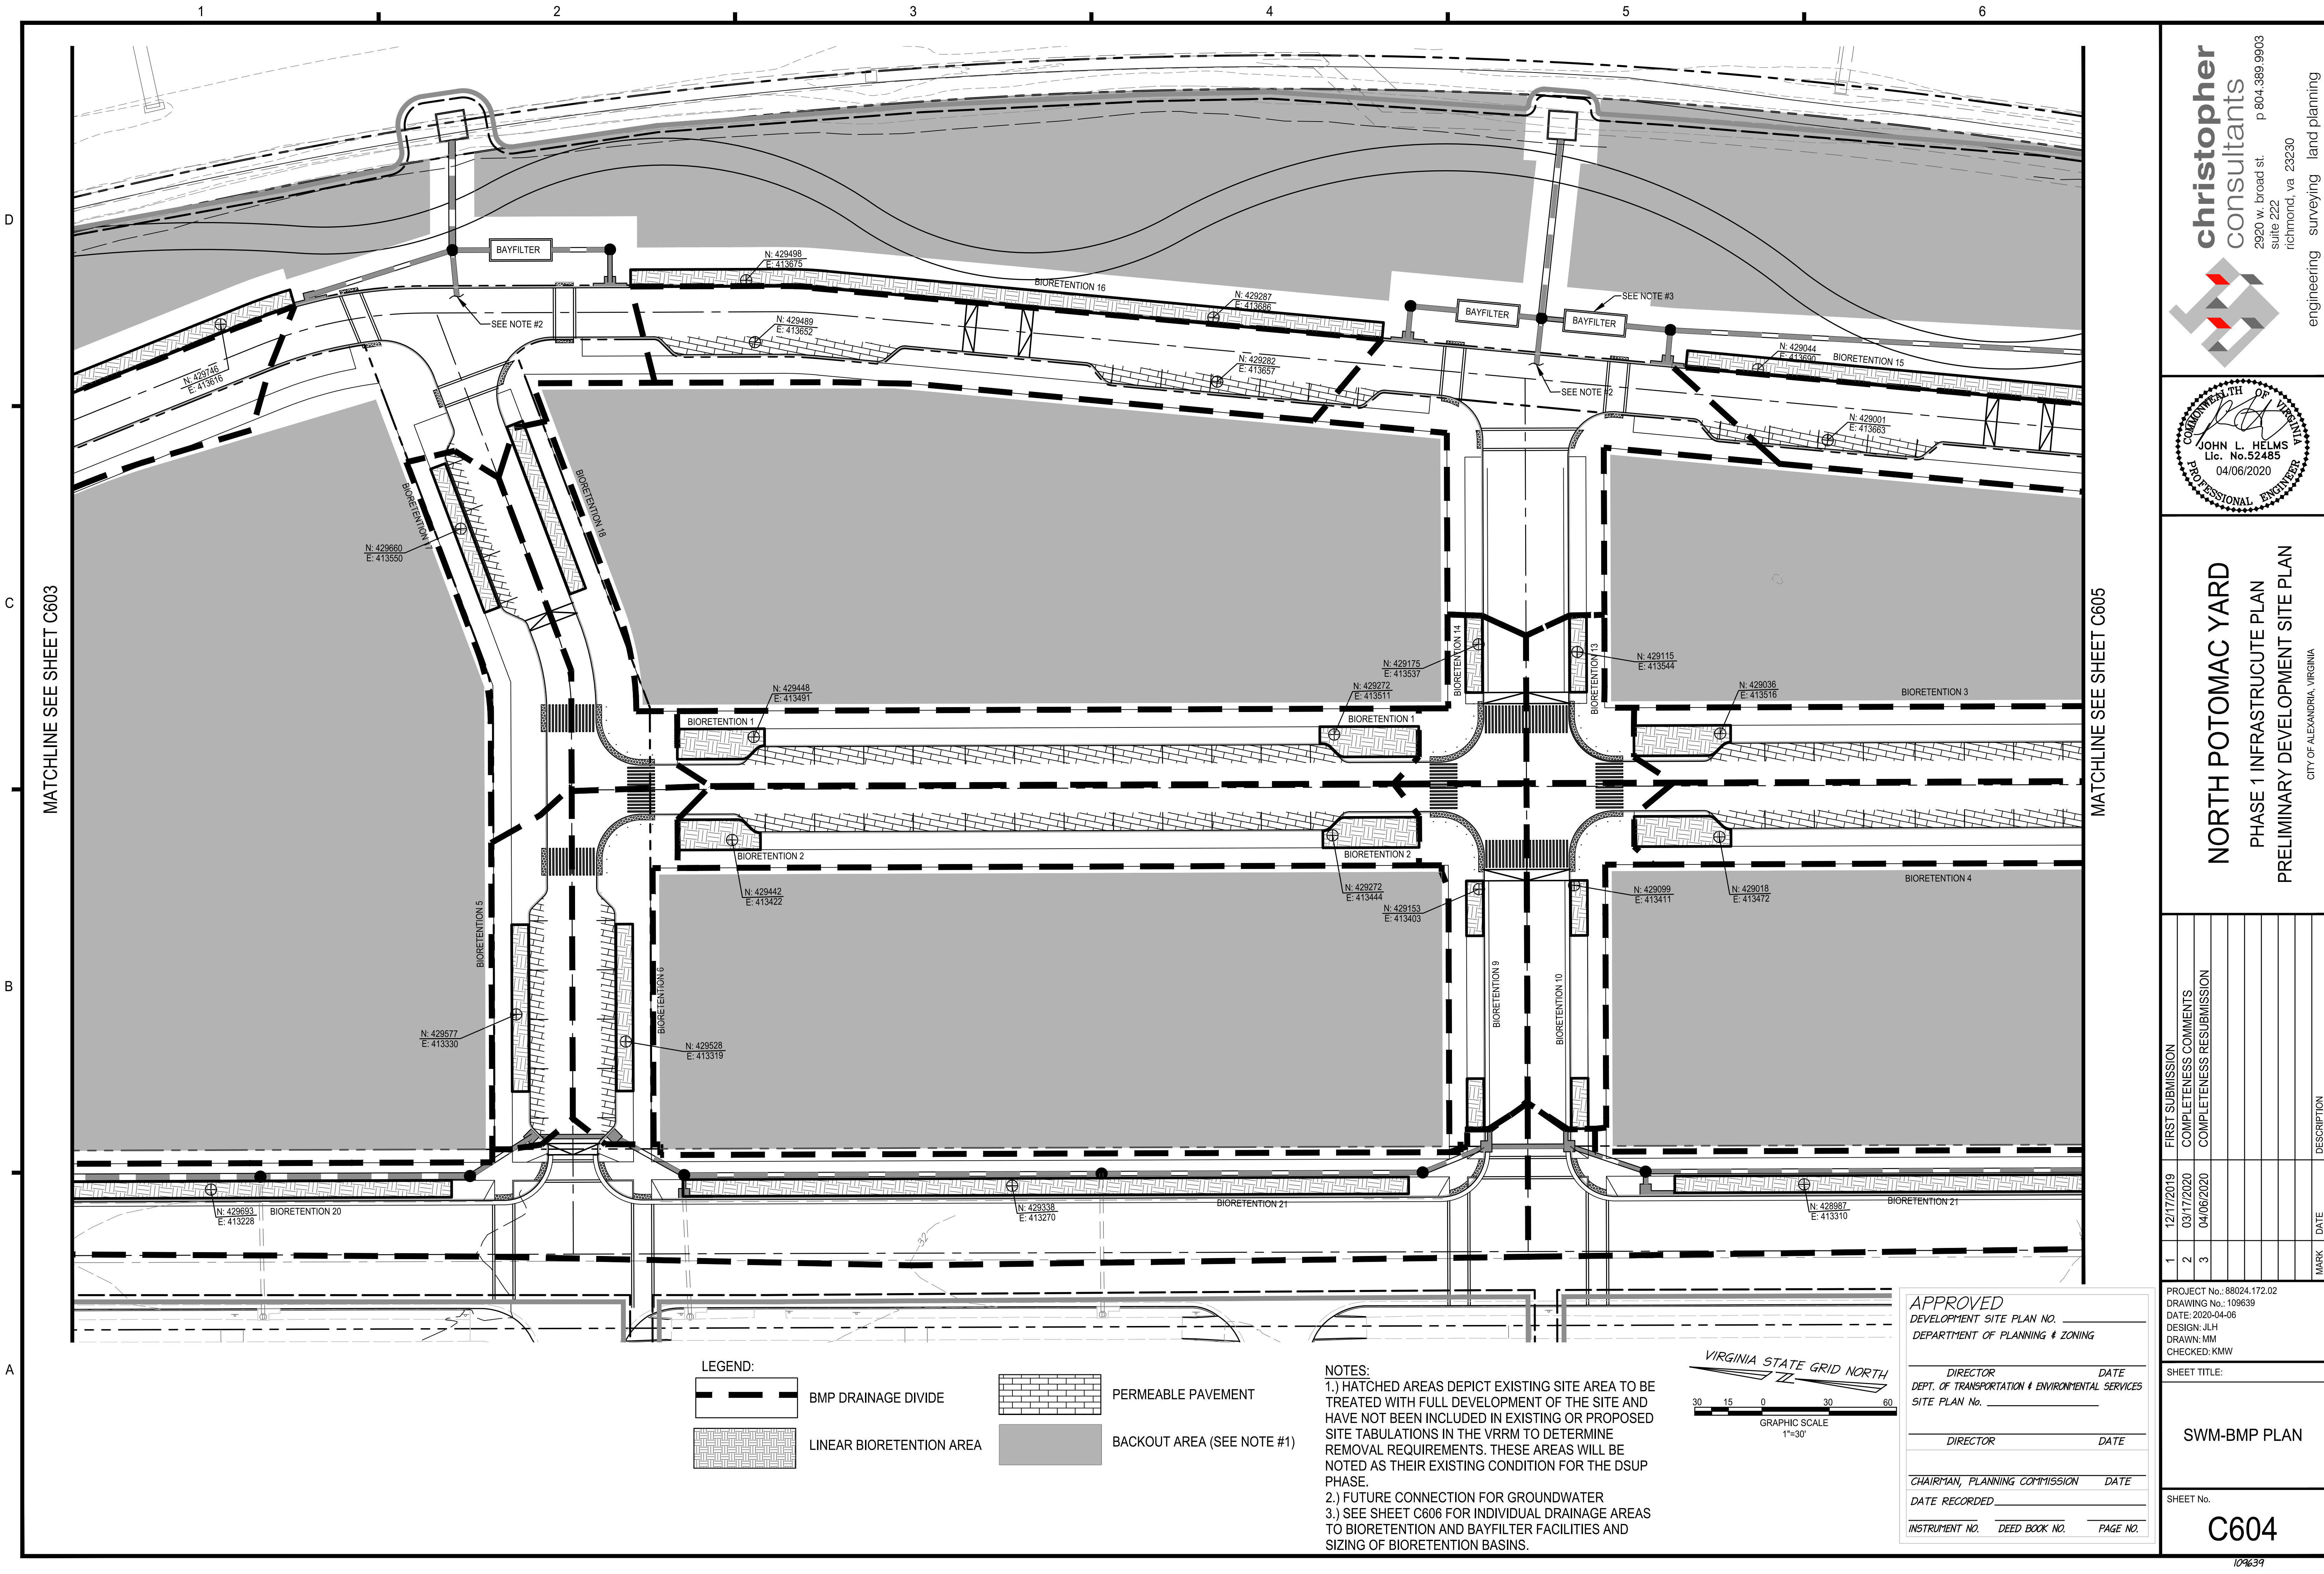 1 2 3 4 5 6
D
C
B
A
MATCHLINE SEE SHEET C603
MATCHLINE SEE SHEET C605
BAYFILTER
SEE NOTE #2
N: 429746
E: 413616
N: 429498
E: 413675
BIORETENTION 16
N: 429287
E: 413686
N: 429489
E: 413652
N: 429282
E: 413657
BAYFILTER
BAYFILTER
SEE NOTE #3
SEE NOTE #2
N: 429044
E: 413690
BIORETENTION 15
N: 429001
E: 413663
BIORETENTION 17
BIORETENTION 18
N: 429660
E: 413550
BIORETENTION 14
BIORETENTION 13
N: 429175
E: 413537
N: 429115
E: 413544
N: 429448
E: 413491
N: 429272
E: 413511
N: 429036
E: 413516
BIORETENTION 1
BIORETENTION 1
BIORETENTION 3
BIORETENTION 2
BIORETENTION 2
BIORETENTION 4
N: 429442
E: 413422
N: 429272
E: 413444
N: 429153
E: 413403
N: 429099
E: 413411
N: 429018
E: 413472
BIORETENTION 5
BIORETENTION 6
BIORETENTION 9
BIORETENTION 10
N: 429577
E: 413330
N: 429528
E: 413319
N: 429693
E: 413228
BIORETENTION 20
N: 429338
E: 413270
BIORETENTION 21
N: 428987
E: 413310
BIORETENTION 21
32
LEGEND:
BMP DRAINAGE DIVIDE
LINEAR BIORETENTION AREA
PERMEABLE PAVEMENT
BACKOUT AREA (SEE NOTE #1)
NOTES:
1.) HATCHED AREAS DEPICT EXISTING SITE AREA TO BE
TREATED WITH FULL DEVELOPMENT OF THE SITE AND
HAVE NOT BEEN INCLUDED IN EXISTING OR PROPOSED
SITE TABULATIONS IN THE VRRM TO DETERMINE
REMOVAL REQUIREMENTS. THESE AREAS WILL BE
NOTED AS THEIR EXISTING CONDITION FOR THE DSUP
PHASE.
2.) FUTURE CONNECTION FOR GROUNDWATER
3.) SEE SHEET C606 FOR INDIVIDUAL DRAINAGE AREAS
TO BIORETENTION AND BAYFILTER FACILITIES AND
SIZING OF BIORETENTION BASINS.
VIRGINIA STATE GRID NORTH
30 15 0 30 60
GRAPHIC SCALE
1"=30'
APPROVED
DEVELOPMENT SITE PLAN NO.
DEPARTMENT OF PLANNING & ZONING
DIRECTOR DATE
DEPT. OF TRANSPORTATION & ENVIRONMENTAL SERVICES
SITE PLAN No.
DIRECTOR DATE
CHAIRMAN, PLANNING COMMISSION DATE
DATE RECORDED
INSTRUMENT NO. DEED BOOK NO. PAGE NO.
christopher
consultants
2920 w. broad st. p 804.389.9903
suite 222
richmond, va 23230
engineering surveying land planning
COMMONWEALTH OF VIRGINIA
JOHN L. HELMS
Lic. No.52485
04/06/2020
PROFESSIONAL ENGINEER
NORTH POTOMAC YARD
PHASE 1 INFRASTRUCUTE PLAN
PRELIMINARY DEVELOPMENT SITE PLAN
CITY OF ALEXANDRIA, VIRGINIA
1 12/17/2019 FIRST SUBMISSION
2 03/17/2020 COMPLETENESS COMMENTS
3 04/06/2020 COMPLETENESS RESUBMISSION
MARK DATE DESCRIPTION
PROJECT No.: 88024.172.02
DRAWING No.: 109639
DATE: 2020-04-06
DESIGN: JLH
DRAWN: MM
CHECKED: KMW
SHEET TITLE:
SWM-BMP PLAN
SHEET No.
C604
109639